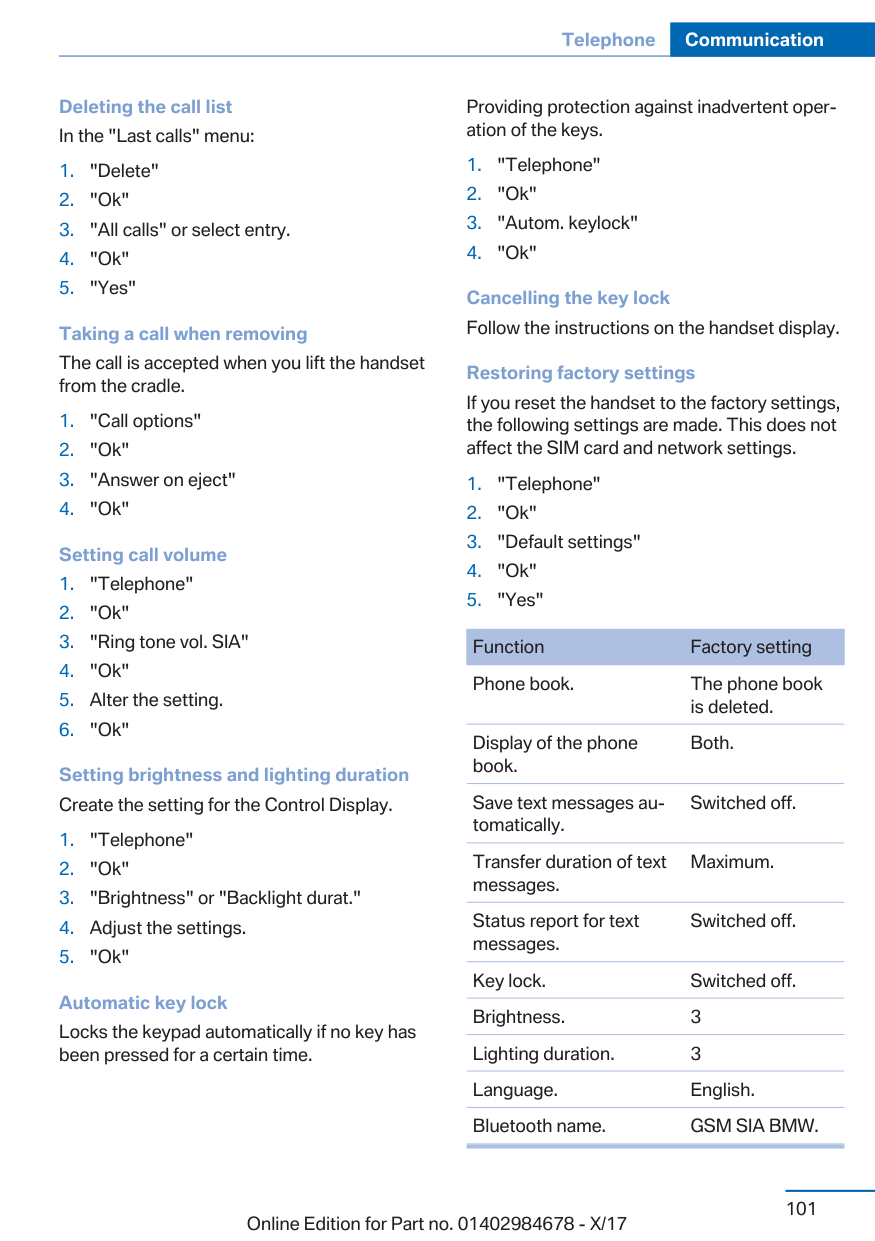 Telephone Communication
Deleting the call list
In the "Last calls" menu:
1. "Delete"
2. "Ok"
3. "All calls" or select entry.
4. "Ok"
5. "Yes"
Taking a call when removing
The call is accepted when you lift the handset
from the cradle.
1. "Call options"
2. "Ok"
3. "Answer on eject"
4. "Ok"
Setting call volume
1. "Telephone"
2. "Ok"
3. "Ring tone vol. SIA"
4. "Ok"
5. Alter the setting.
6. "Ok"
Setting brightness and lighting duration
Create the setting for the Control Display.
1. "Telephone"
2. "Ok"
3. "Brightness" or "Backlight durat."
4. Adjust the settings.
5. "Ok"
Automatic key lock
Locks the keypad automatically if no key has
been pressed for a certain time.
Providing protection against inadvertent oper-
ation of the keys.
1. "Telephone"
2. "Ok"
3. "Autom. keylock"
4. "Ok"
Cancelling the key lock
Follow the instructions on the handset display.
Restoring factory settings
If you reset the handset to the factory settings,
the following settings are made. This does not
affect the SIM card and network settings.
1. "Telephone"
2. "Ok"
3. "Default settings"
4. "Ok"
5. "Yes"
Function Factory setting
Phone book. The phone book
is deleted.
Display of the phone Both.
book.
Save text messages au- Switched off.
tomatically.
Transfer duration of text Maximum.
messages.
Status report for text Switched off.
messages.
Key lock. Switched off.
Brightness. 3
Lighting duration. 3
Language. English.
Bluetooth name. GSM SIA BMW.
101
Online Edition for Part no. 01402984678 - X/17